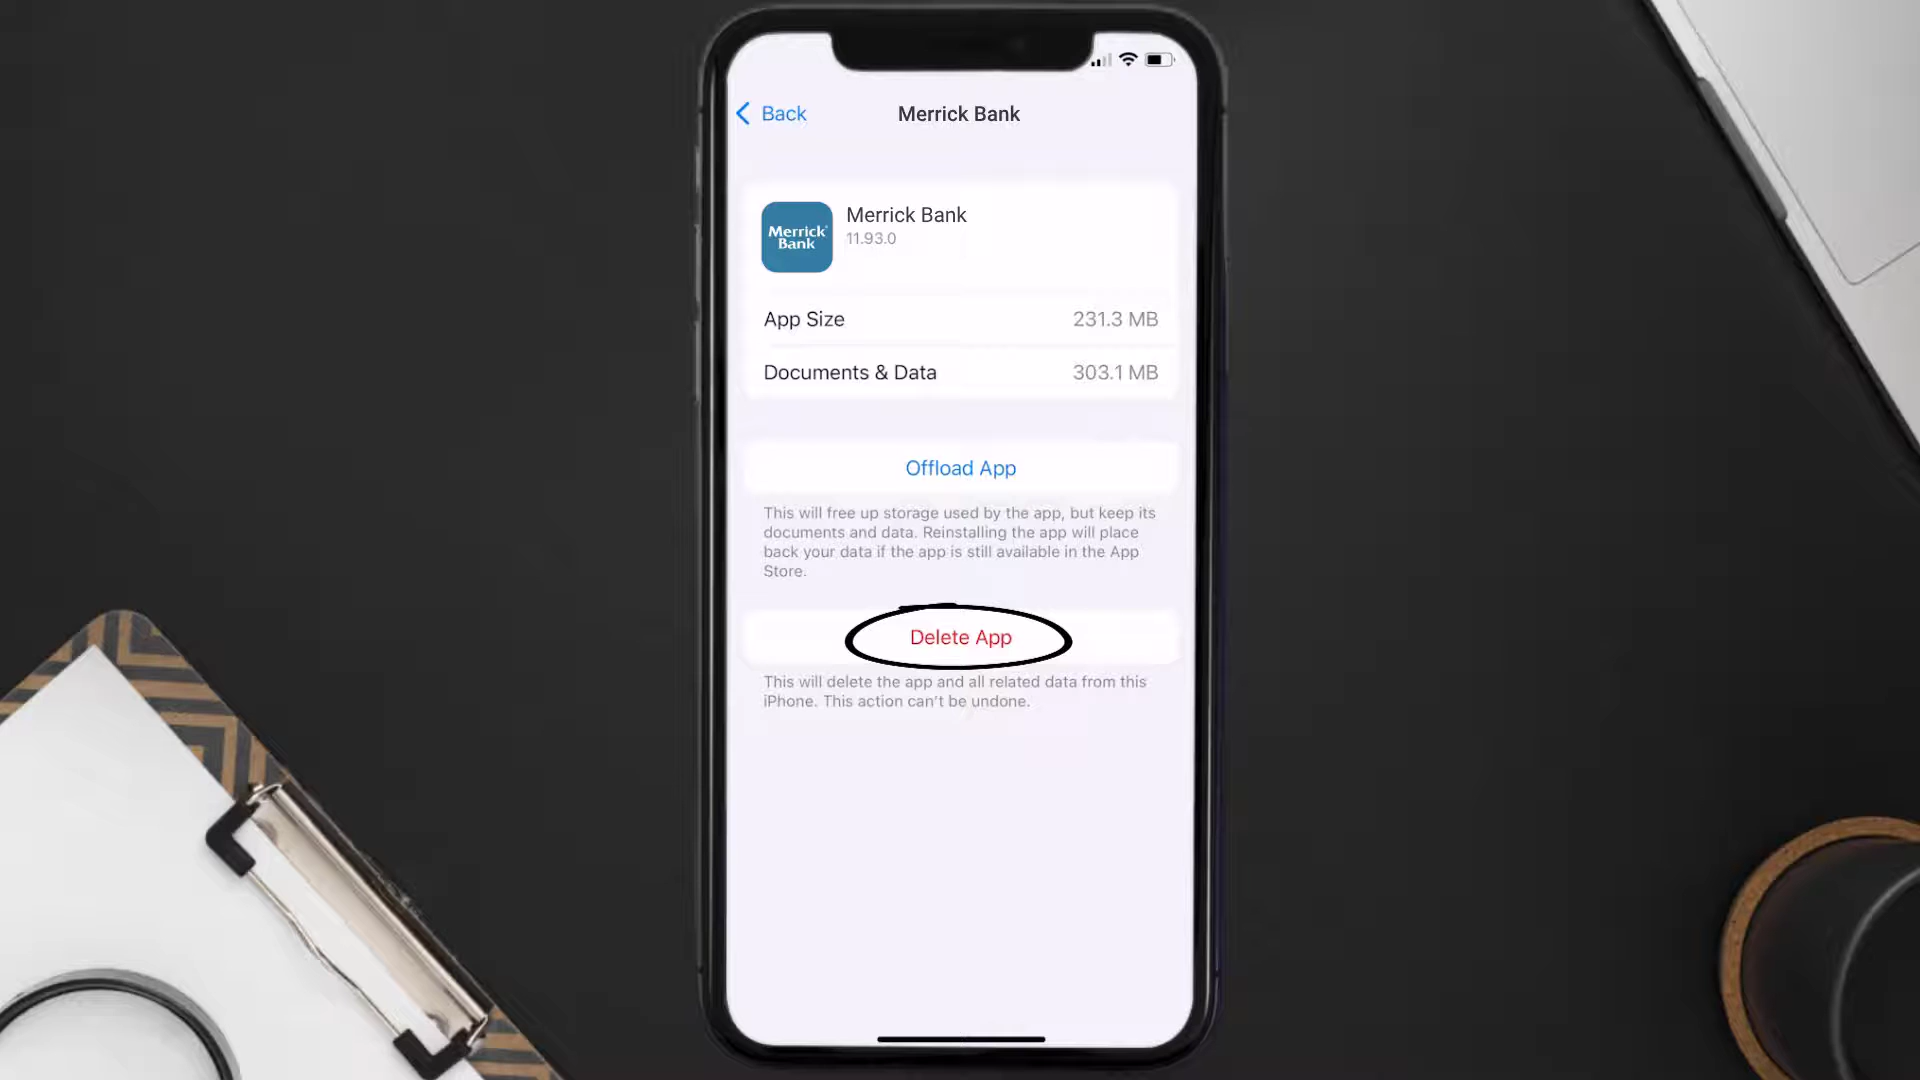 Back
Merrick Bank
Merrick
Bank
Merrick Bank
11.93.0
App Size 231.3 MB
Documents & Data 303.1 MB
Offload App
This will free up storage used by the app, but keep its
documents and data. Reinstalling the app will place
back your data if the app is still available in the App
Store.
Delete App
This will delete the app and all related data from this
iPhone. This action can't be undone.